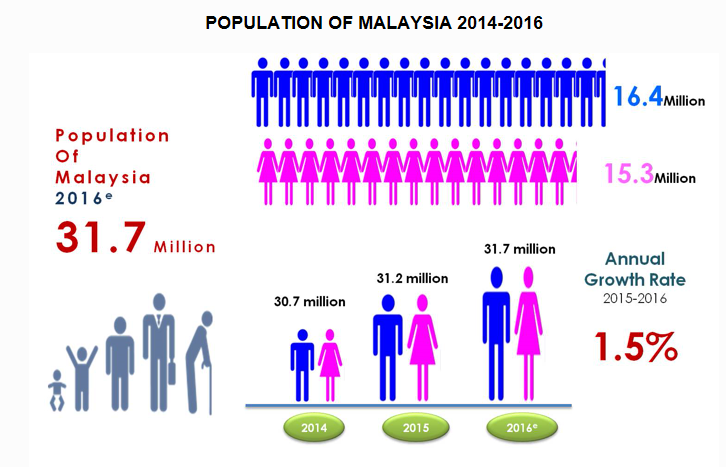 POPULATION OF MALAYSIA 2014-2016
16.4Million
15.3Million
Population
Of
Malaysia
2016ᵉ
31.7 Million
30.7 million
31.2 million
31.7 million
Annual
Growth Rate
2015-2016
1.5%
2014
2015
2016ᵉ